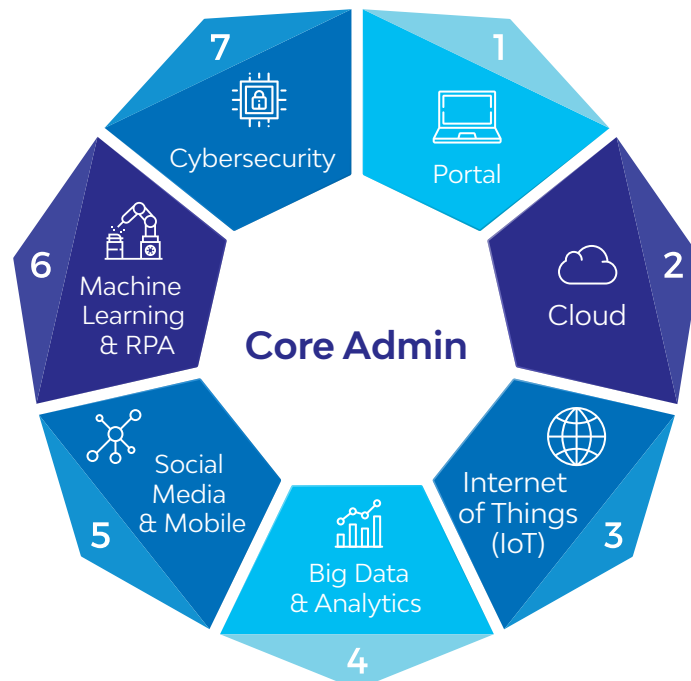 1
Portal
2
Cloud
3
Internet
of Things
(IoT)
4
Big Data
& Analytics
5
Social
Media
& Mobile
6
Machine
Learning
& RPA
7
Cybersecurity
Core Admin